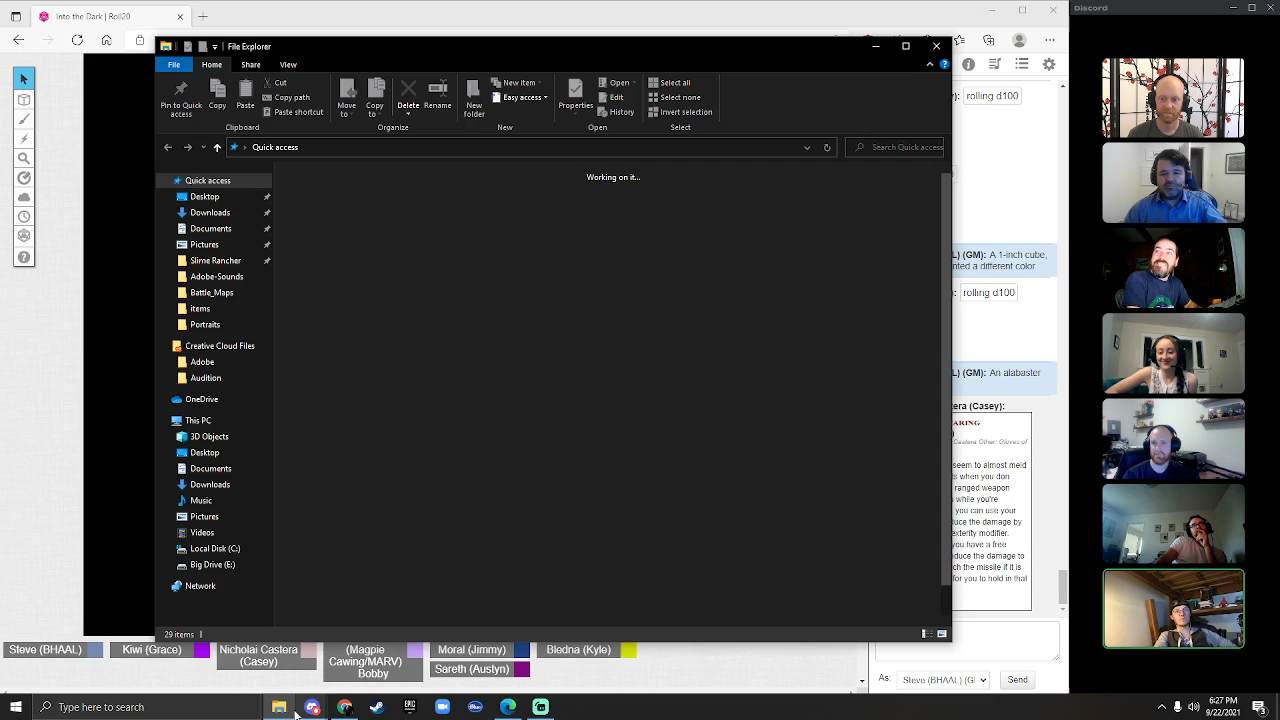 Into the Dark | Roll20
Discord
File Explorer
File
Home
Share
View
Pin to Quick access
Copy
Paste
Cut
Copy path
Paste shortcut
Clipboard
Move to
Copy to
Delete
Rename
Organize
New folder
New item
Easy access
New
Properties
Open
Edit
History
Open
Select all
Select none
Invert selection
Select
Quick access
Search Quick access
Working on it...
Quick access
Desktop
Downloads
Documents
Pictures
Slime Rancher
Adobe-Sounds
Battle_Maps
items
Portraits
Creative Cloud Files
Adobe
Audition
OneDrive
This PC
3D Objects
Desktop
Documents
Downloads
Music
Pictures
Videos
Local Disk (C:)
Big Drive (E:)
Network
29 items
): rolling d100
L) (GM): A 1-inch cube,
nted a different color
: rolling d100
L) (GM): An alabaster
era (Casey):
ARING
Castera Other: Gloves of
seem to almost meld
s when you don
ranged weapon
while you're
you can use your
duce the damage by
exterity modifier.
you have a free
educe the damage to
ch the missile if it is
for you to hold in that
Steve (BHAAL)
Kiwi (Grace)
Nicholai Castera (Casey)
(Magpie Cawing/MARV) Bobby
Moral (Jimmy)
Sareth (Austyn)
Biedna (Kyle)
As:
Steve (BHAAL) (G
Send
Type here to search
EPIC
6:27 PM
9/22/2021
3